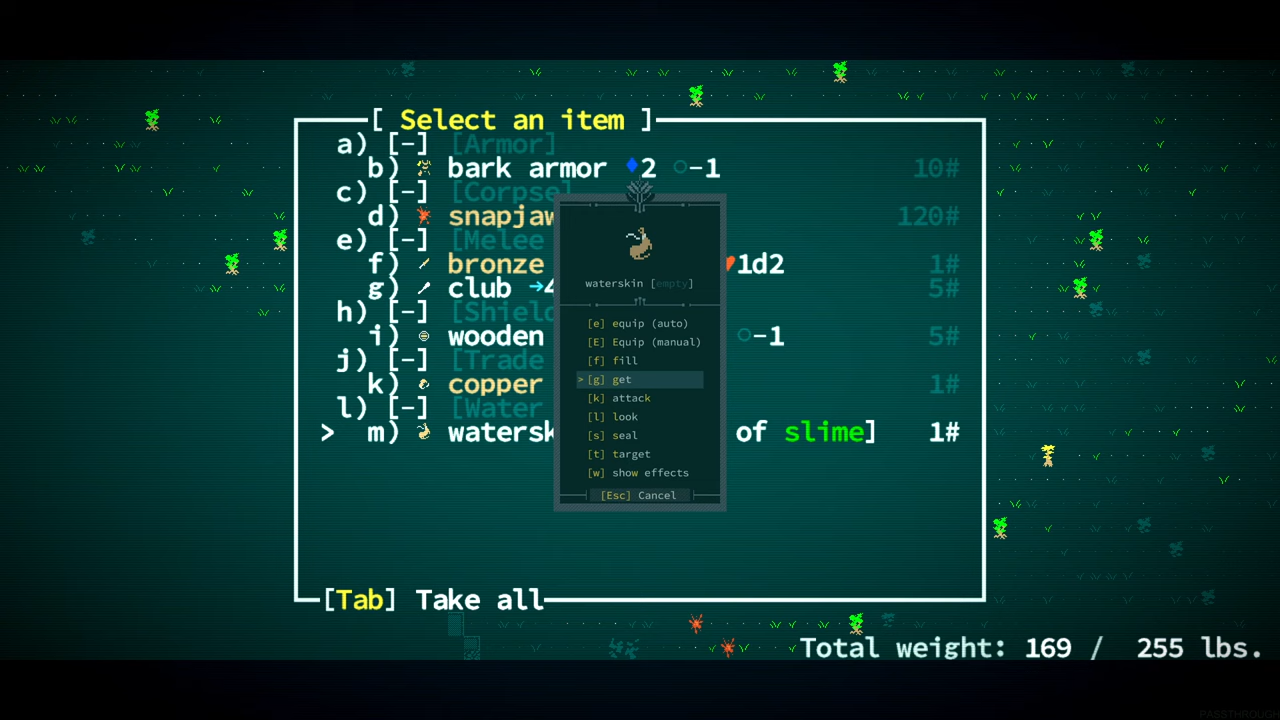 [ Select an item ]
a) [-] [Armor]
b) bark armor ♦2 ○-1 10#
c) [-] [Corpse]
d) snapjaw 120#
e) [-] [Melee
f) bronze ♥1d2 1#
g) club →4 5#
h) [-] [Shield
i) wooden ○-1 5#
j) [-] [Trade
k) copper 1#
l) [-] [Water
> m) watersk of slime] 1#
waterskin [empty]
[e] equip (auto)
[E] Equip (manual)
[f] fill
> [g] get
[k] attack
[l] look
[s] seal
[t] target
[w] show effects
[Esc] Cancel
[Tab] Take all
Total weight: 169 / 255 lbs.